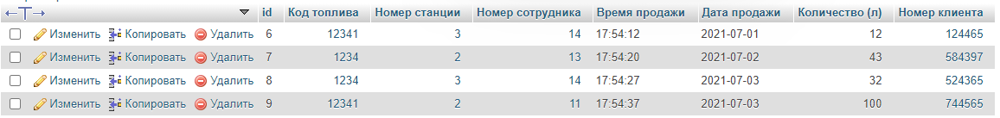 ←T→ ▼ id Код топлива Номер станции Номер сотрудника Время продажи Дата продажи Количество (л) Номер клиента
Изменить Копировать Удалить 6 12341 3 14 17:54:12 2021-07-01 12 124465
Изменить Копировать Удалить 7 1234 2 13 17:54:20 2021-07-02 43 584397
Изменить Копировать Удалить 8 1234 3 14 17:54:27 2021-07-03 32 524365
Изменить Копировать Удалить 9 12341 2 11 17:54:37 2021-07-03 100 744565